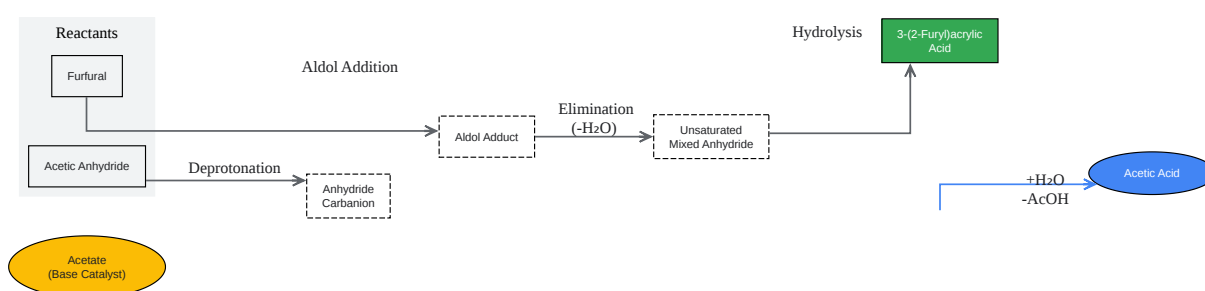 Reactants
Furfural
Acetic Anhydride
Acetate
(Base Catalyst)
Deprotonation
Anhydride
Carbanion
Aldol Addition
Aldol Adduct
Elimination
(-H₂O)
Unsaturated
Mixed Anhydride
Hydrolysis
3-(2-Furyl)acrylic
Acid
+H₂O
-AcOH
Acetic Acid